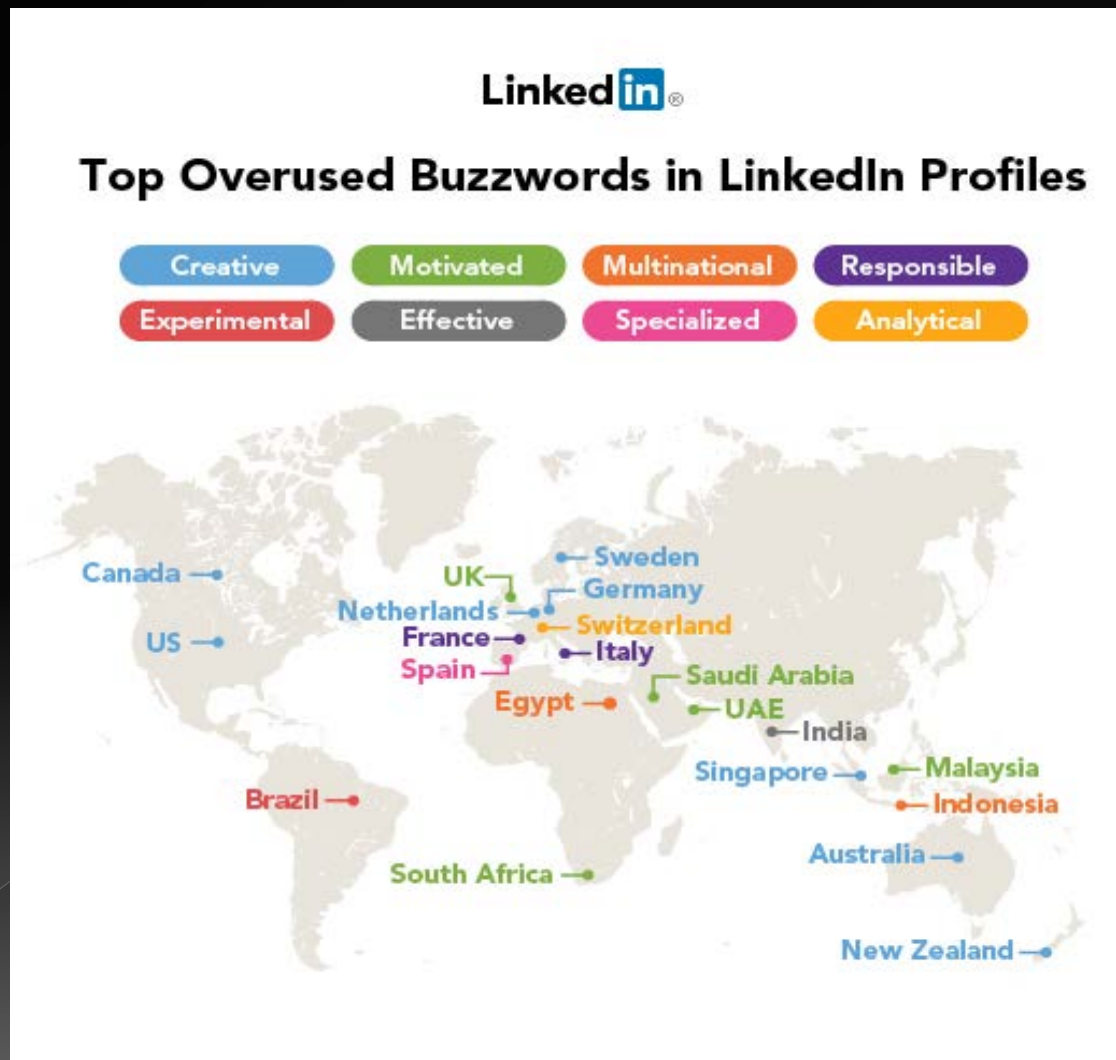 Linked in ®
Top Overused Buzzwords in LinkedIn Profiles
Creative Motivated Multinational Responsible
Experimental Effective Specialized Analytical
Sweden
Canada
UK
Germany
Netherlands
Switzerland
US
France
Italy
Spain
Saudi Arabia
Egypt
UAE
India
Singapore
Malaysia
Brazil
Indonesia
Australia
South Africa
New Zealand